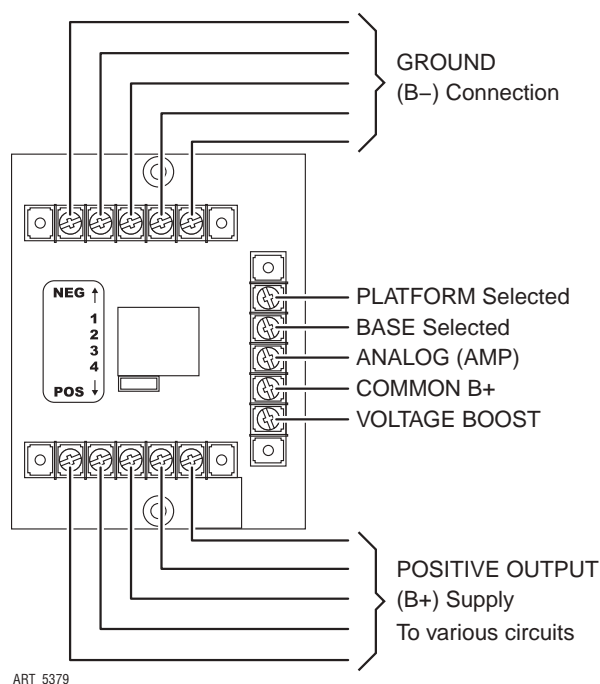 GROUND
(B–) Connection
NEG ↑
1
2
3
4
POS ↓
PLATFORM Selected
BASE Selected
ANALOG (AMP)
COMMON B+
VOLTAGE BOOST
POSITIVE OUTPUT
(B+) Supply
To various circuits
ART 5379